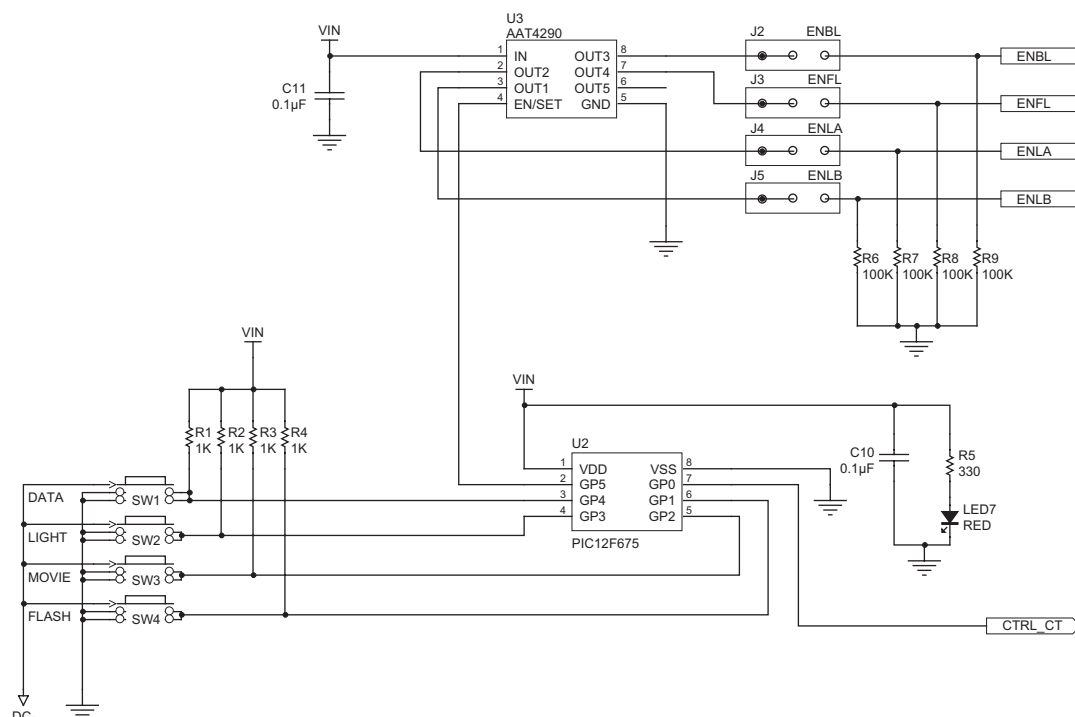 U3
AAT4290
VIN
1 IN OUT3 8
2 OUT2 OUT4 7
3 OUT1 OUT5 6
4 EN/SET GND 5
C11
0.1µF
J2 ENBL
J3 ENFL
J4 ENLA
J5 ENLB
ENBL
ENFL
ENLA
ENLB
R6 R7 R8 R9
100K 100K 100K 100K
VIN
R1 R2 R3 R4
1K 1K 1K 1K
DATA SW1
LIGHT SW2
MOVIE SW3
FLASH SW4
VIN
U2
1 VDD VSS 8
2 GP5 GP0 7
3 GP4 GP1 6
4 GP3 GP2 5
PIC12F675
C10
0.1µF
R5
330
LED7
RED
CTRL_CT
DC